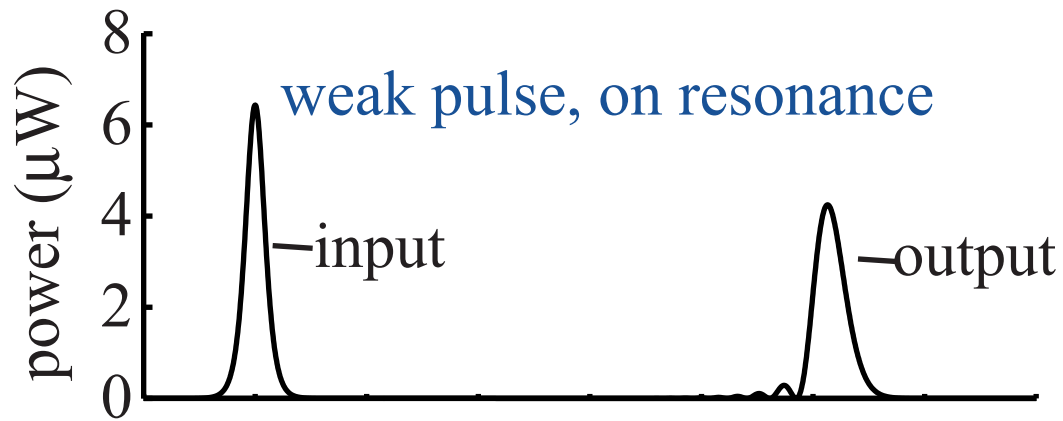 power (μW)
8
6
4
2
0
weak pulse, on resonance
input
output